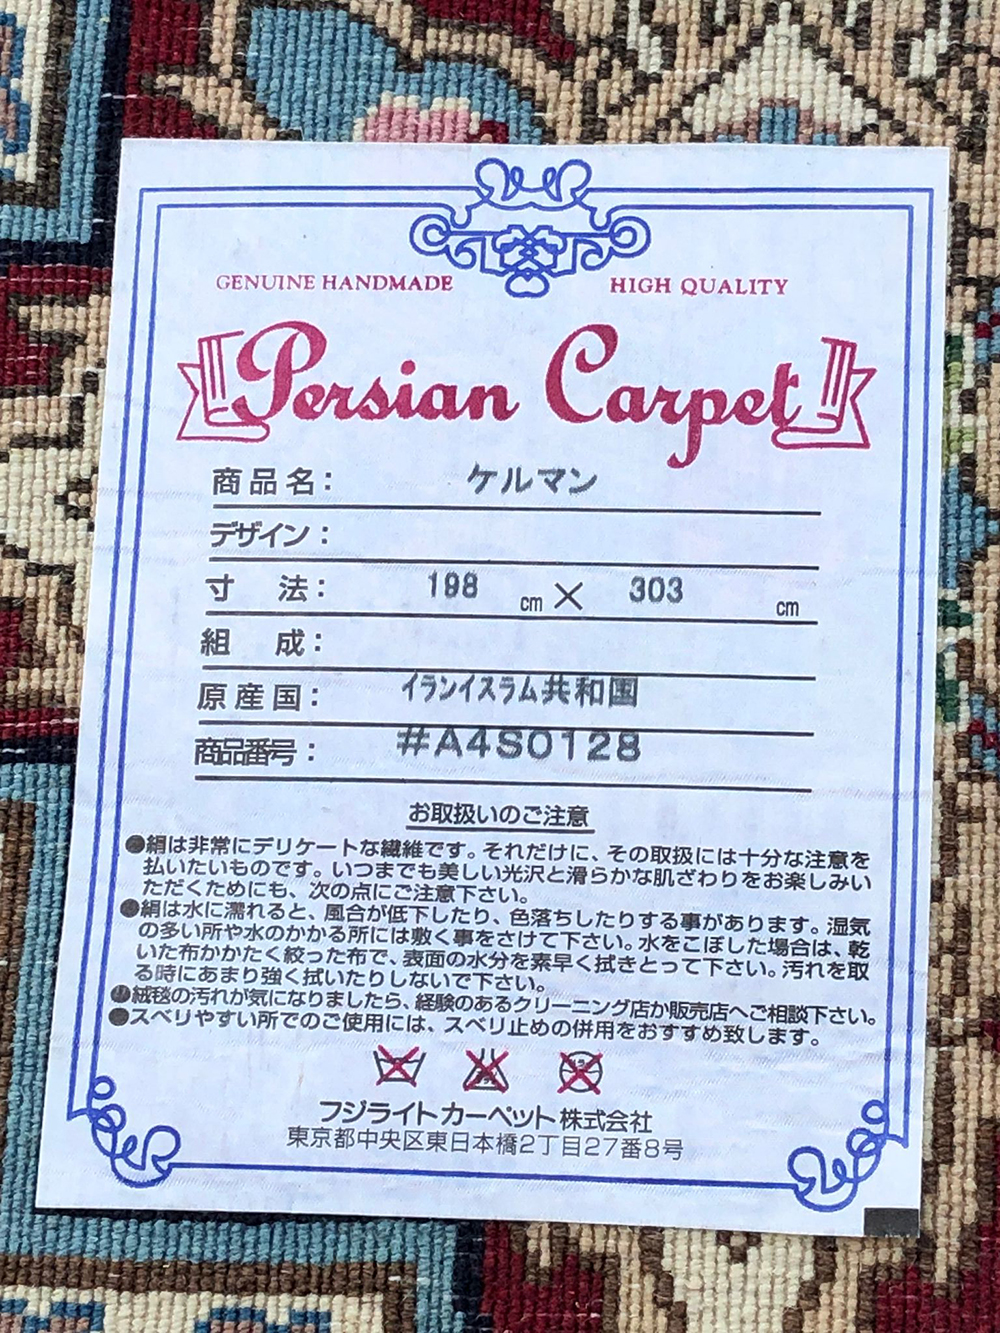 GENUINE HANDMADE HIGH QUALITY
Persian Carpet
商品名： ケルマン
デザイン：
寸　法： 198 cm × 303 cm
組　成：
原産国： イランイスラム共和国
商品番号： #A4S0128
お取扱いのご注意
●絹は非常にデリケートな繊維です。それだけに、その取扱には十分な注意を
払いたいものです。いつまでも美しい光沢と滑らかな肌ざわりをお楽しみい
ただくためにも、次の点にご注意下さい。
●絹は水に濡れると、風合が低下したり、色落ちしたりする事があります。湿気
の多い所や水のかかる所には敷く事をさけて下さい。水をこぼした場合は、乾
いた布かかたく絞った布で、表面の水分を素早く拭きとって下さい。汚れを取
る時にあまり強く拭いたりしないで下さい。
●絨毯の汚れが気になりましたら、経験のあるクリーニング店か販売店へご相談下さい。
●スベリやすい所でのご使用には、スベリ止めの併用をおすすめ致します。
フジライトカーペット株式会社
東京都中央区東日本橋2丁目27番8号